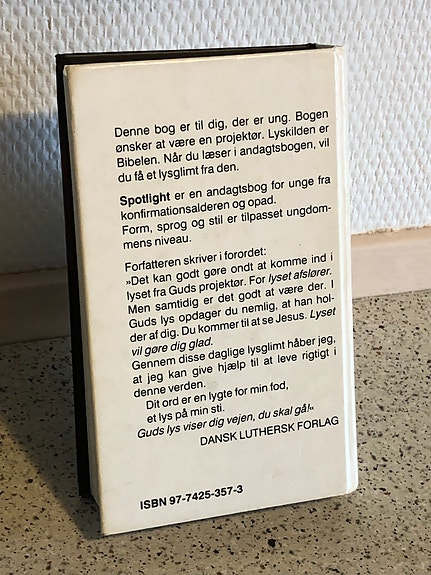 Denne bog er til dig, der er ung. Bogen
ønsker at være en projektør. Lyskilden er
Bibelen. Når du læser i andagtsbogen, vil
du få et lysglimt fra den.
Spotlight er en andagtsbog for unge fra
konfirmationsalderen og opad.
Form, sprog og stil er tilpasset ungdom-
mens niveau.
Forfatteren skriver i forordet:
»Det kan godt gøre ondt at komme ind i
lyset fra Guds projektør. For lyset afslører.
Men samtidig er det godt at være der. I
Guds lys opdager du nemlig, at han hol-
der af dig. Du kommer til at se Jesus. Lyset
vil gøre dig glad.
Gennem disse daglige lysglimt håber jeg,
at jeg kan give hjælp til at leve rigtigt i
denne verden.
Dit ord er en lygte for min fod,
et lys på min sti.
Guds lys viser dig vejen, du skal gå!«
DANSK LUTHERSK FORLAG
ISBN 97-7425-357-3